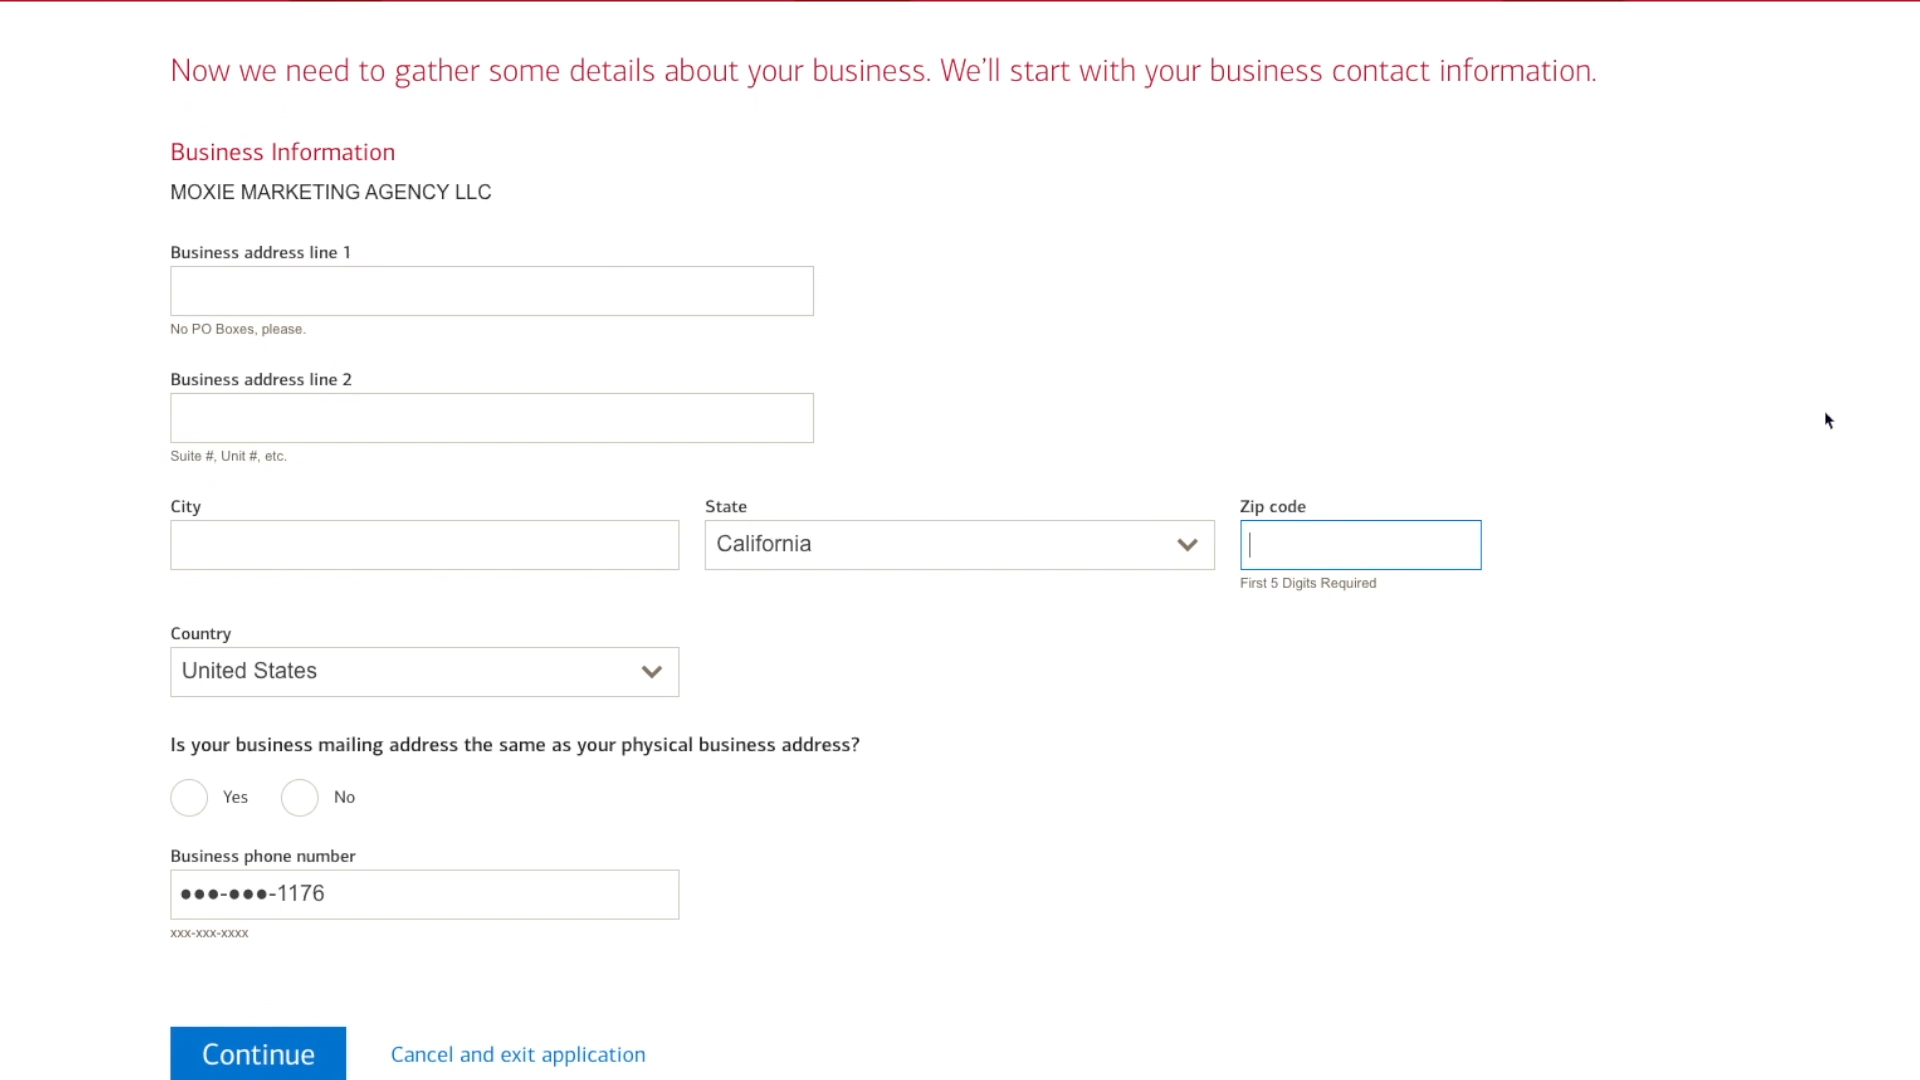 Now we need to gather some details about your business. We’ll start with your business contact information.
Business Information
MOXIE MARKETING AGENCY LLC
Business address line 1
No PO Boxes, please.
Business address line 2
Suite #, Unit #, etc.
City
State
Zip code
California
First 5 Digits Required
Country
United States
Is your business mailing address the same as your physical business address?
Yes
No
Business phone number
●●●-●●●-1176
xxx-xxx-xxxx
Continue
Cancel and exit application